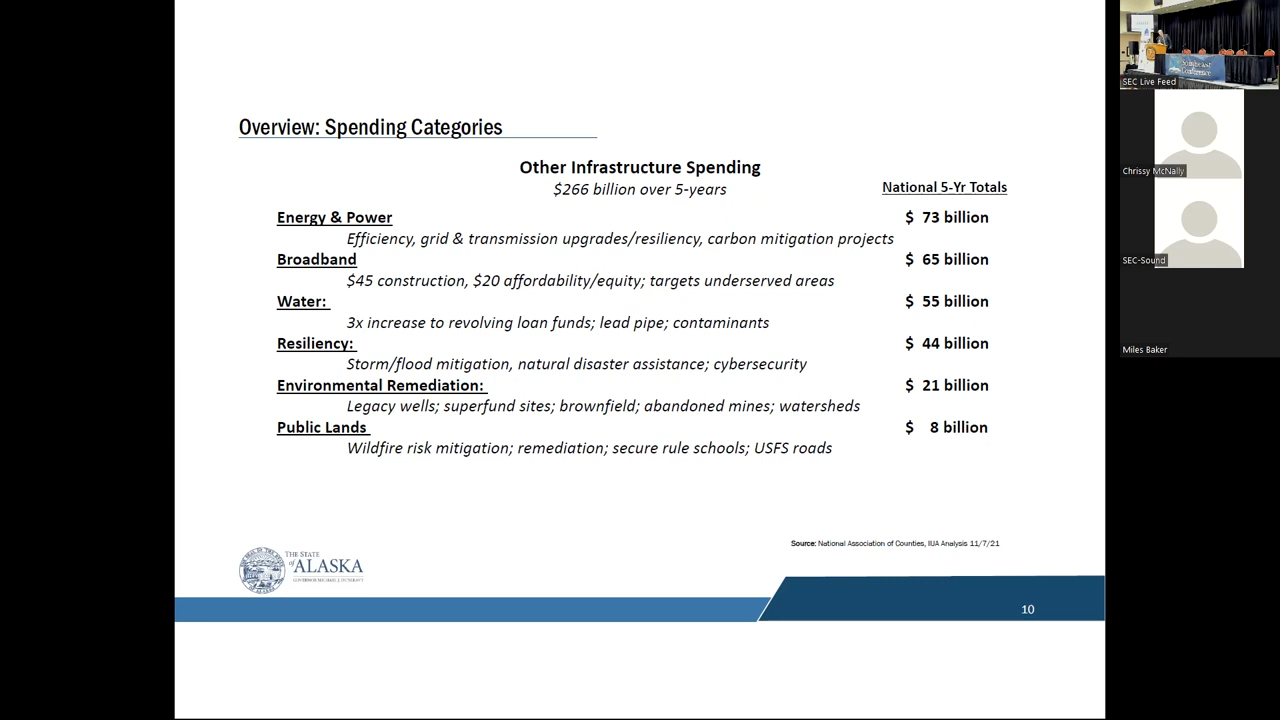 Overview: Spending Categories
Other Infrastructure Spending
$266 billion over 5-years
National 5-Yr Totals
Energy & Power $ 73 billion
Efficiency, grid & transmission upgrades/resiliency, carbon mitigation projects
Broadband $ 65 billion
$45 construction, $20 affordability/equity; targets underserved areas
Water: $ 55 billion
3x increase to revolving loan funds; lead pipe; contaminants
Resiliency: $ 44 billion
Storm/flood mitigation, natural disaster assistance; cybersecurity
Environmental Remediation: $ 21 billion
Legacy wells; superfund sites; brownfield; abandoned mines; watersheds
Public Lands $ 8 billion
Wildfire risk mitigation; remediation; secure rule schools; USFS roads
Source: National Association of Counties, IIJA Analysis 11/7/21
THE STATE
of ALASKA
GOVERNOR MICHAEL J. DUNLEAVY
10
Southeast
Conference
SEC Live Feed
Chrissy McNally
SEC-Sound
Miles Baker